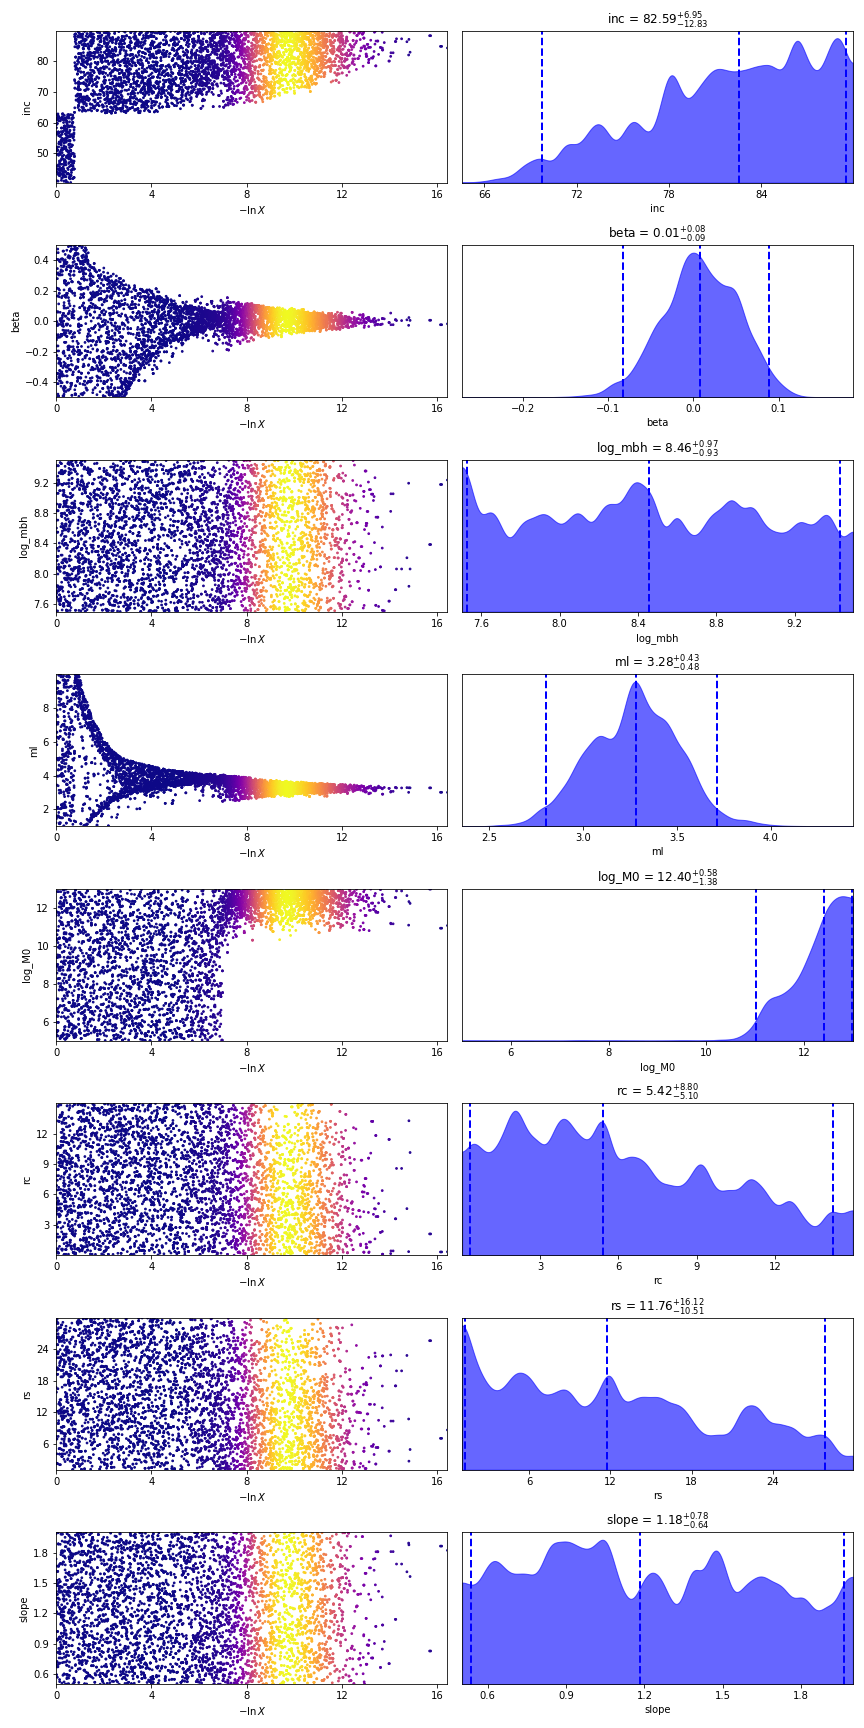 inc = 82.59+6.95−12.83
80
70
60
50
inc
0 4 8 12 16
−ln X
66 72 78 84
inc
beta = 0.01+0.08−0.09
0.4
0.2
0.0
−0.2
−0.4
beta
0 4 8 12 16
−ln X
−0.2 −0.1 0.0 0.1
beta
log_mbh = 8.46+0.97−0.93
9.2
8.8
8.4
8.0
7.6
log_mbh
0 4 8 12 16
−ln X
7.6 8.0 8.4 8.8 9.2
log_mbh
ml = 3.28+0.43−0.48
8
6
4
2
ml
0 4 8 12 16
−ln X
2.5 3.0 3.5 4.0
ml
log_M0 = 12.40+0.58−1.38
12
10
8
6
log_M0
0 4 8 12 16
−ln X
6 8 10 12
log_M0
rc = 5.42+8.80−5.10
12
9
6
3
rc
0 4 8 12 16
−ln X
3 6 9 12
rc
rs = 11.76+16.12−10.51
24
18
12
6
rs
0 4 8 12 16
−ln X
6 12 18 24
rs
slope = 1.18+0.78−0.64
1.8
1.5
1.2
0.9
0.6
slope
0 4 8 12 16
−ln X
0.6 0.9 1.2 1.5 1.8
slope